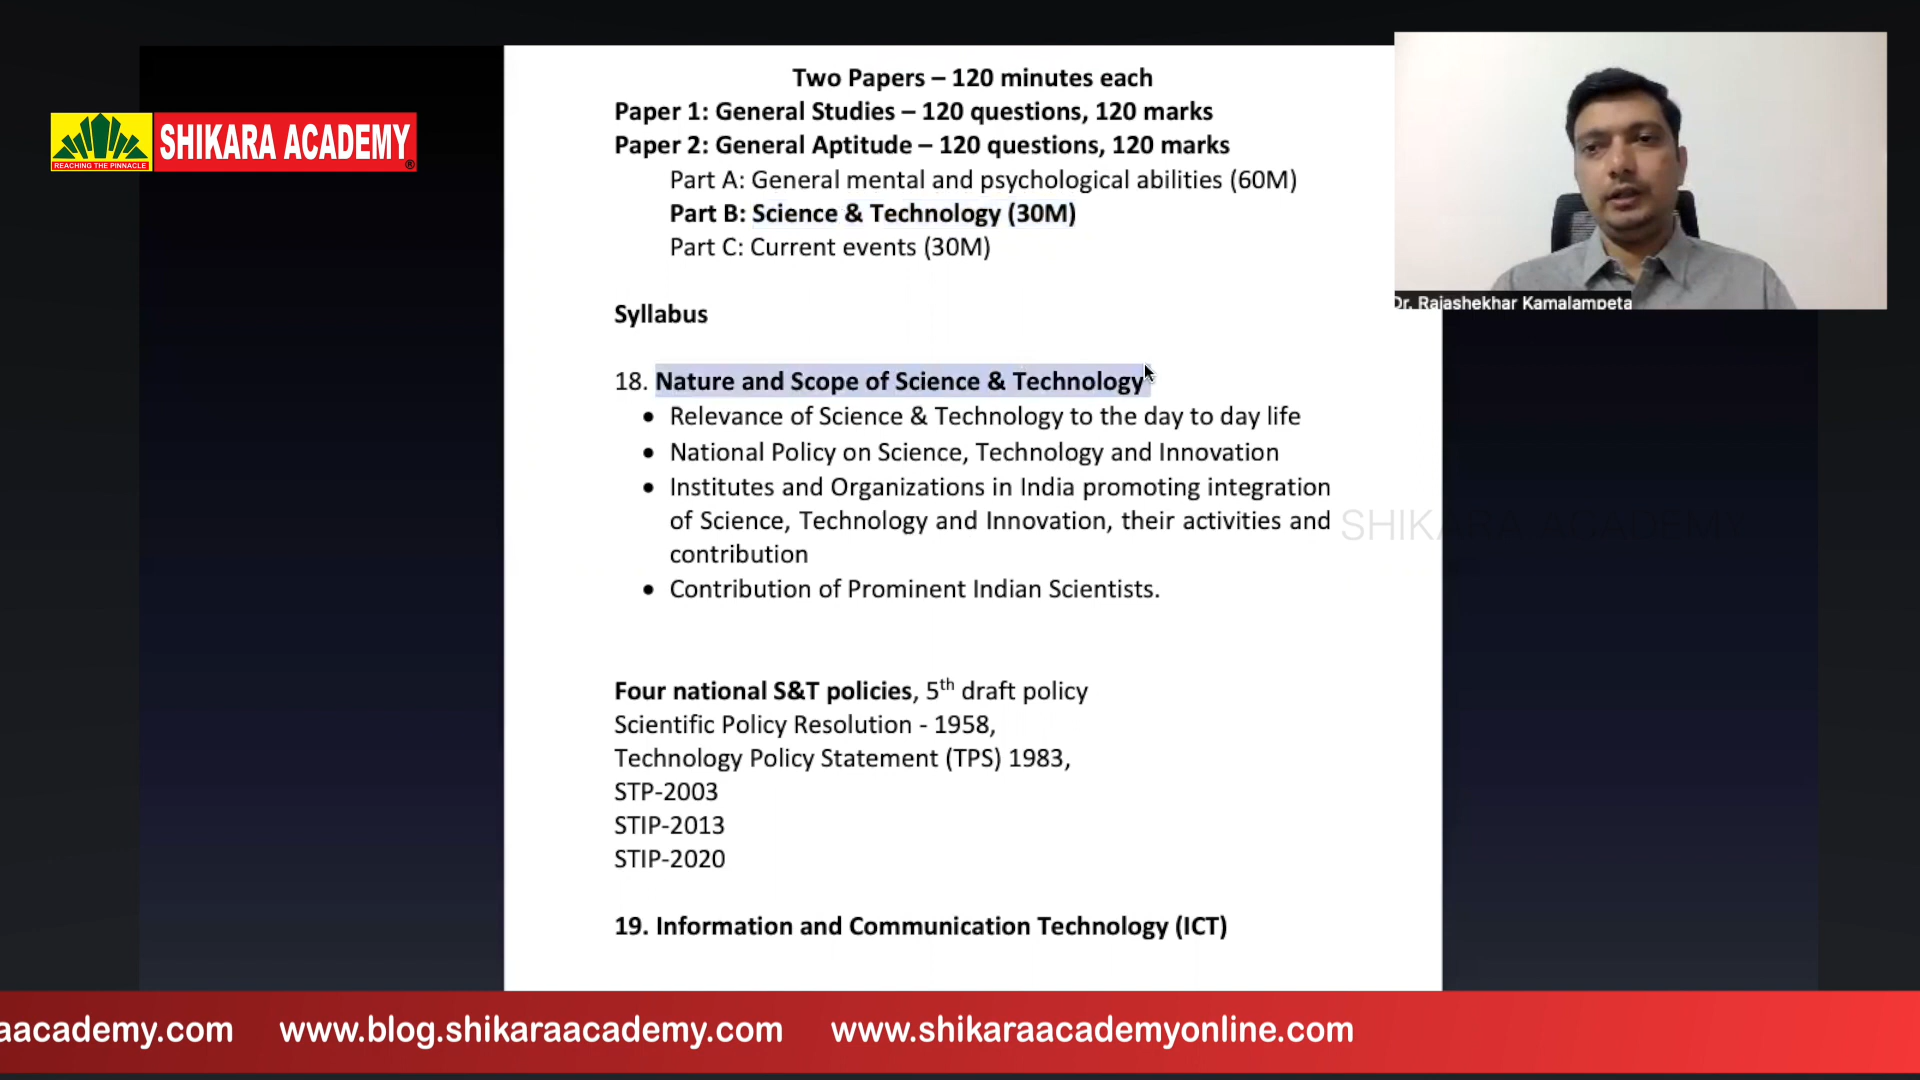 Two Papers – 120 minutes each
Paper 1: General Studies – 120 questions, 120 marks
Paper 2: General Aptitude – 120 questions, 120 marks
Part A: General mental and psychological abilities (60M)
Part B: Science & Technology (30M)
Part C: Current events (30M)
SHIKARA ACADEMY
REACHING THE PINNACLE
®
Dr. Rajashekhar Kamalampeta
Syllabus
18. Nature and Scope of Science & Technology
• Relevance of Science & Technology to the day to day life
• National Policy on Science, Technology and Innovation
• Institutes and Organizations in India promoting integration
of Science, Technology and Innovation, their activities and
contribution
• Contribution of Prominent Indian Scientists.
SHIKARA ACADEMY
Four national S&T policies, 5th draft policy
Scientific Policy Resolution - 1958,
Technology Policy Statement (TPS) 1983,
STP-2003
STIP-2013
STIP-2020
19. Information and Communication Technology (ICT)
aacademy.com www.blog.shikaraacademy.com www.shikaraacademyonline.com